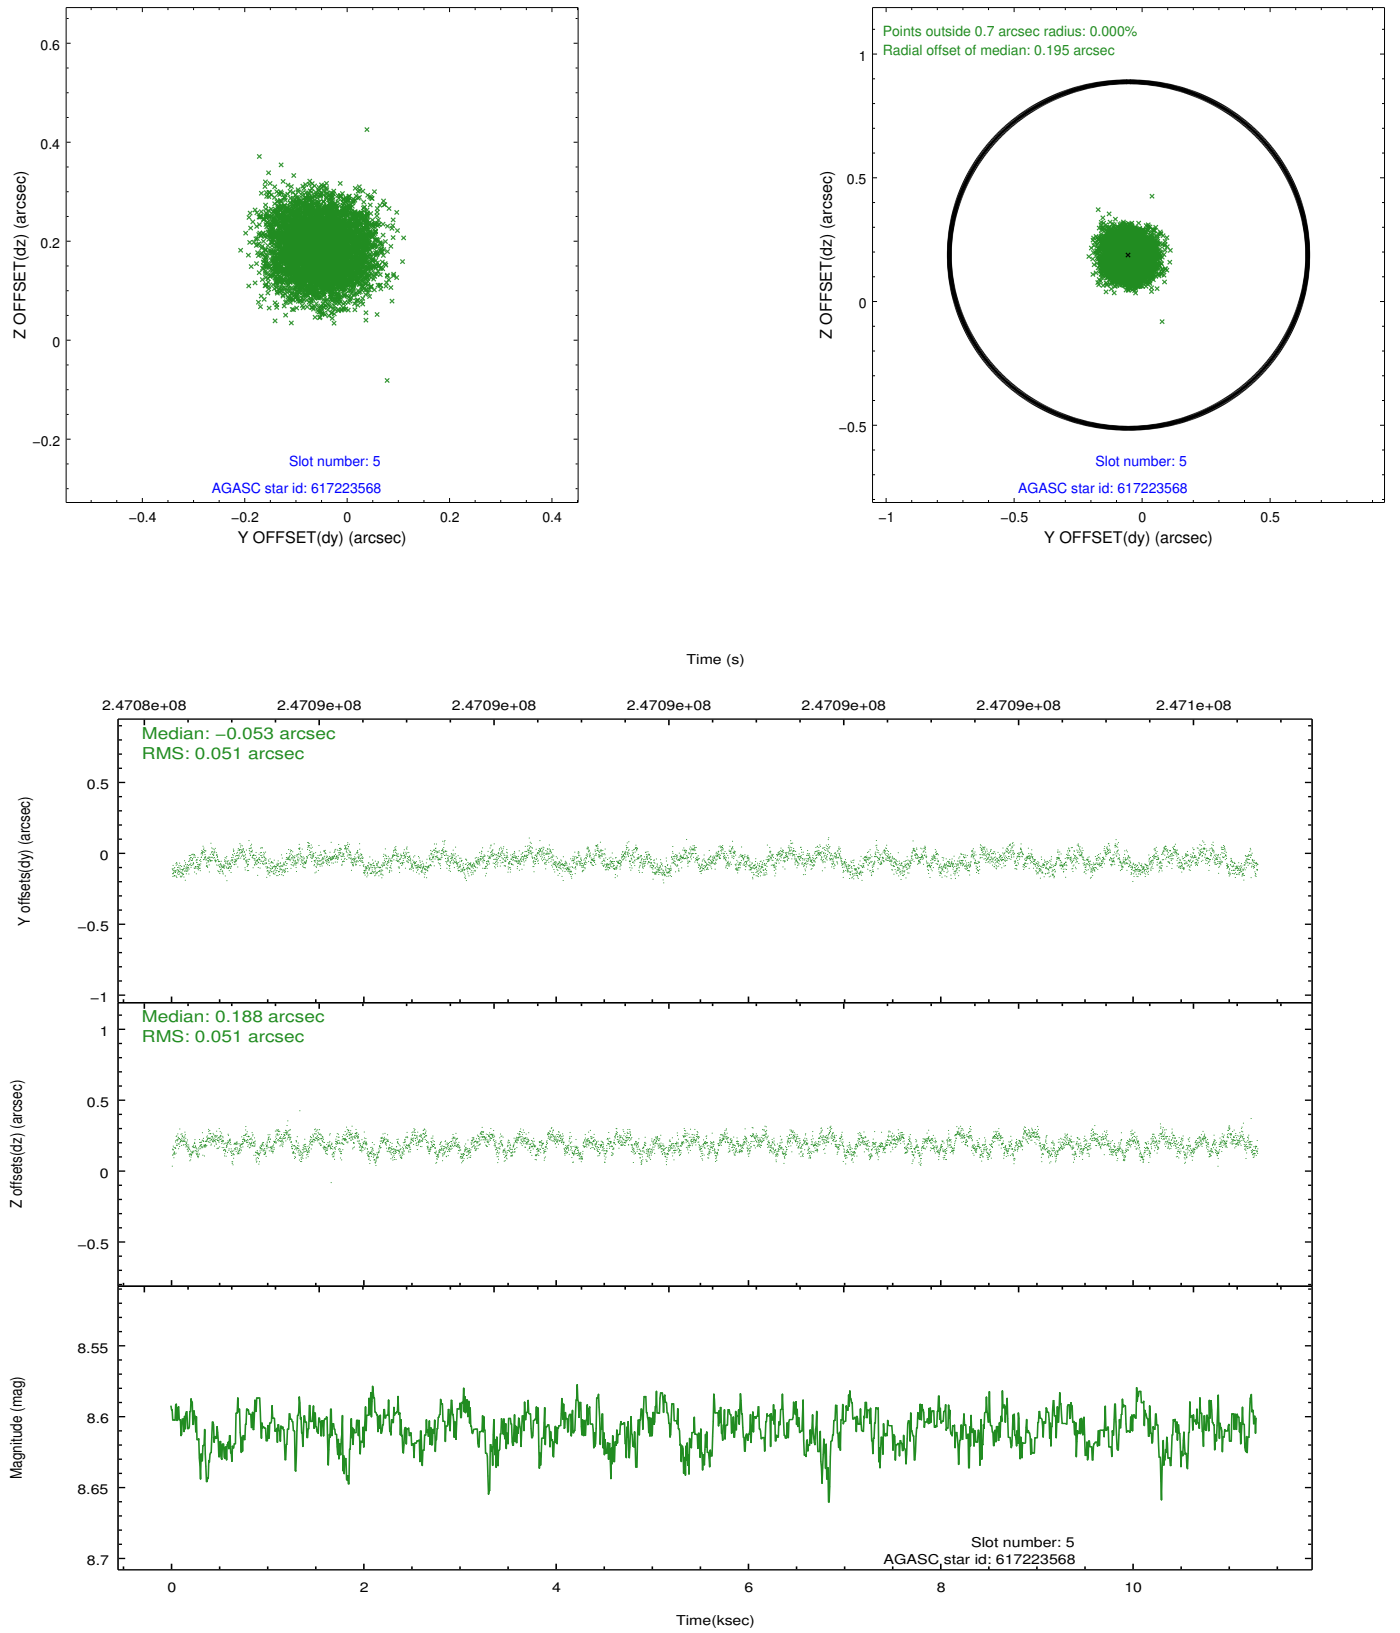 0.6
0.4
0.2
0
−0.2
Z OFFSET(dz) (arcsec)
Slot number: 5
AGASC star id: 617223568
−0.4 −0.2 0 0.2 0.4
Y OFFSET(dy) (arcsec)
Points outside 0.7 arcsec radius: 0.000%
Radial offset of median: 0.195 arcsec
1
0.5
0
−0.5
Z OFFSET(dz) (arcsec)
Slot number: 5
AGASC star id: 617223568
−1 −0.5 0 0.5
Y OFFSET(dy) (arcsec)
Time (s)
2.4708e+08 2.4709e+08 2.4709e+08 2.4709e+08 2.4709e+08 2.4709e+08 2.471e+08
Median: −0.053 arcsec
RMS: 0.051 arcsec
0.5
0
−0.5
−1
Y offsets(dy) (arcsec)
Median: 0.188 arcsec
RMS: 0.051 arcsec
1
0.5
0
−0.5
Z offsets(dz) (arcsec)
8.55
8.6
8.65
8.7
Magnitude (mag)
Slot number: 5
AGASC star id: 617223568
0 2 4 6 8 10
Time(ksec)